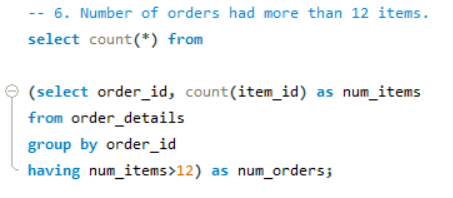 -- 6. Number of orders had more than 12 items.
select count(*) from
(select order_id, count(item_id) as num_items
from order_details
group by order_id
having num_items>12) as num_orders;